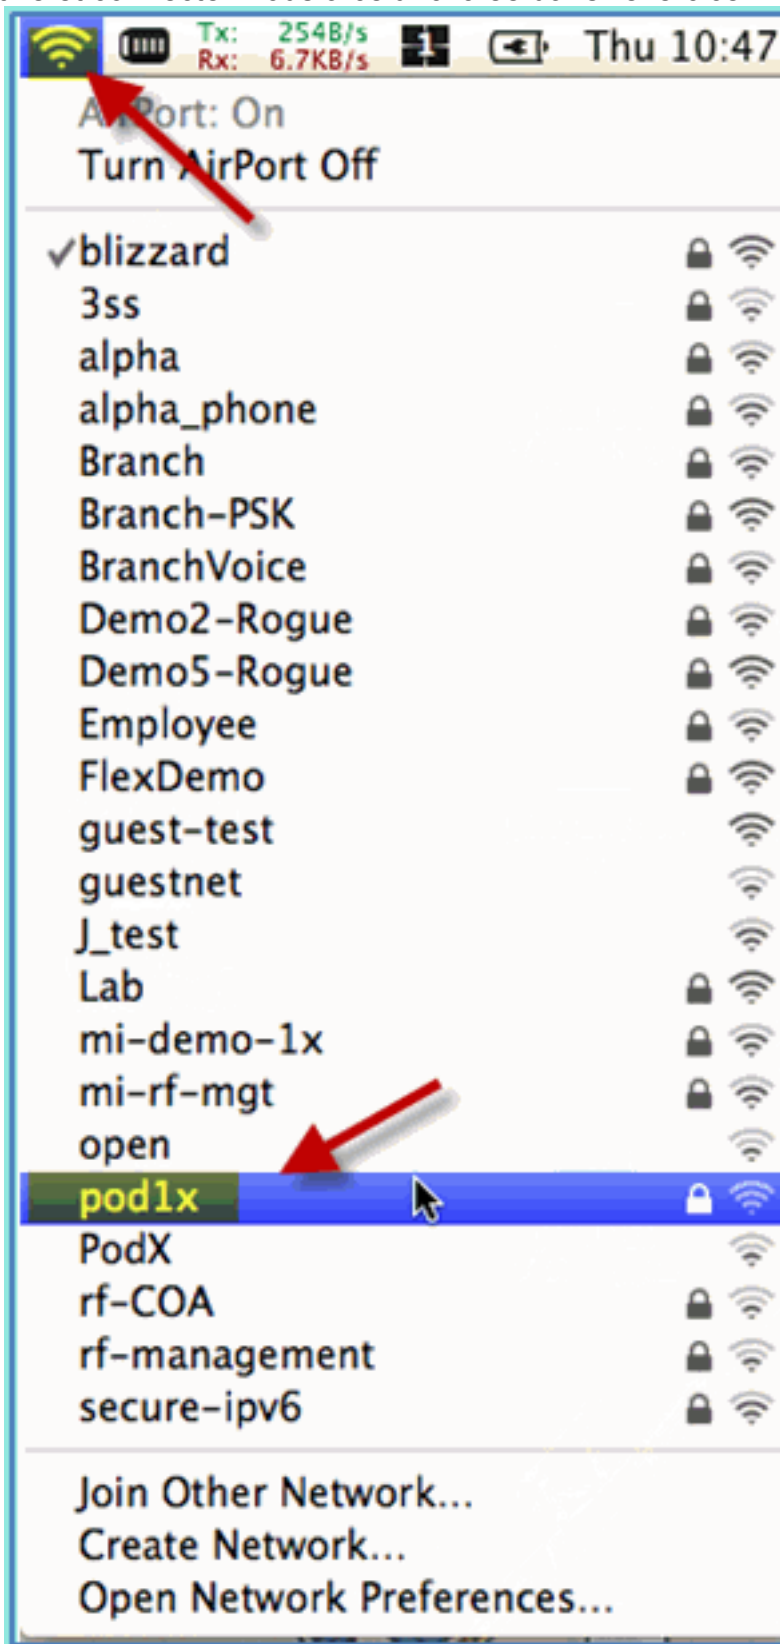 Tx: 254B/s
Rx: 6.7KB/s
1
Thu 10:47
AirPort: On
Turn AirPort Off
✓blizzard
3ss
alpha
alpha_phone
Branch
Branch-PSK
BranchVoice
Demo2-Rogue
Demo5-Rogue
Employee
FlexDemo
guest-test
guestnet
J_test
Lab
mi-demo-1x
mi-rf-mgt
open
pod1x
PodX
rf-COA
rf-management
secure-ipv6
Join Other Network...
Create Network...
Open Network Preferences...